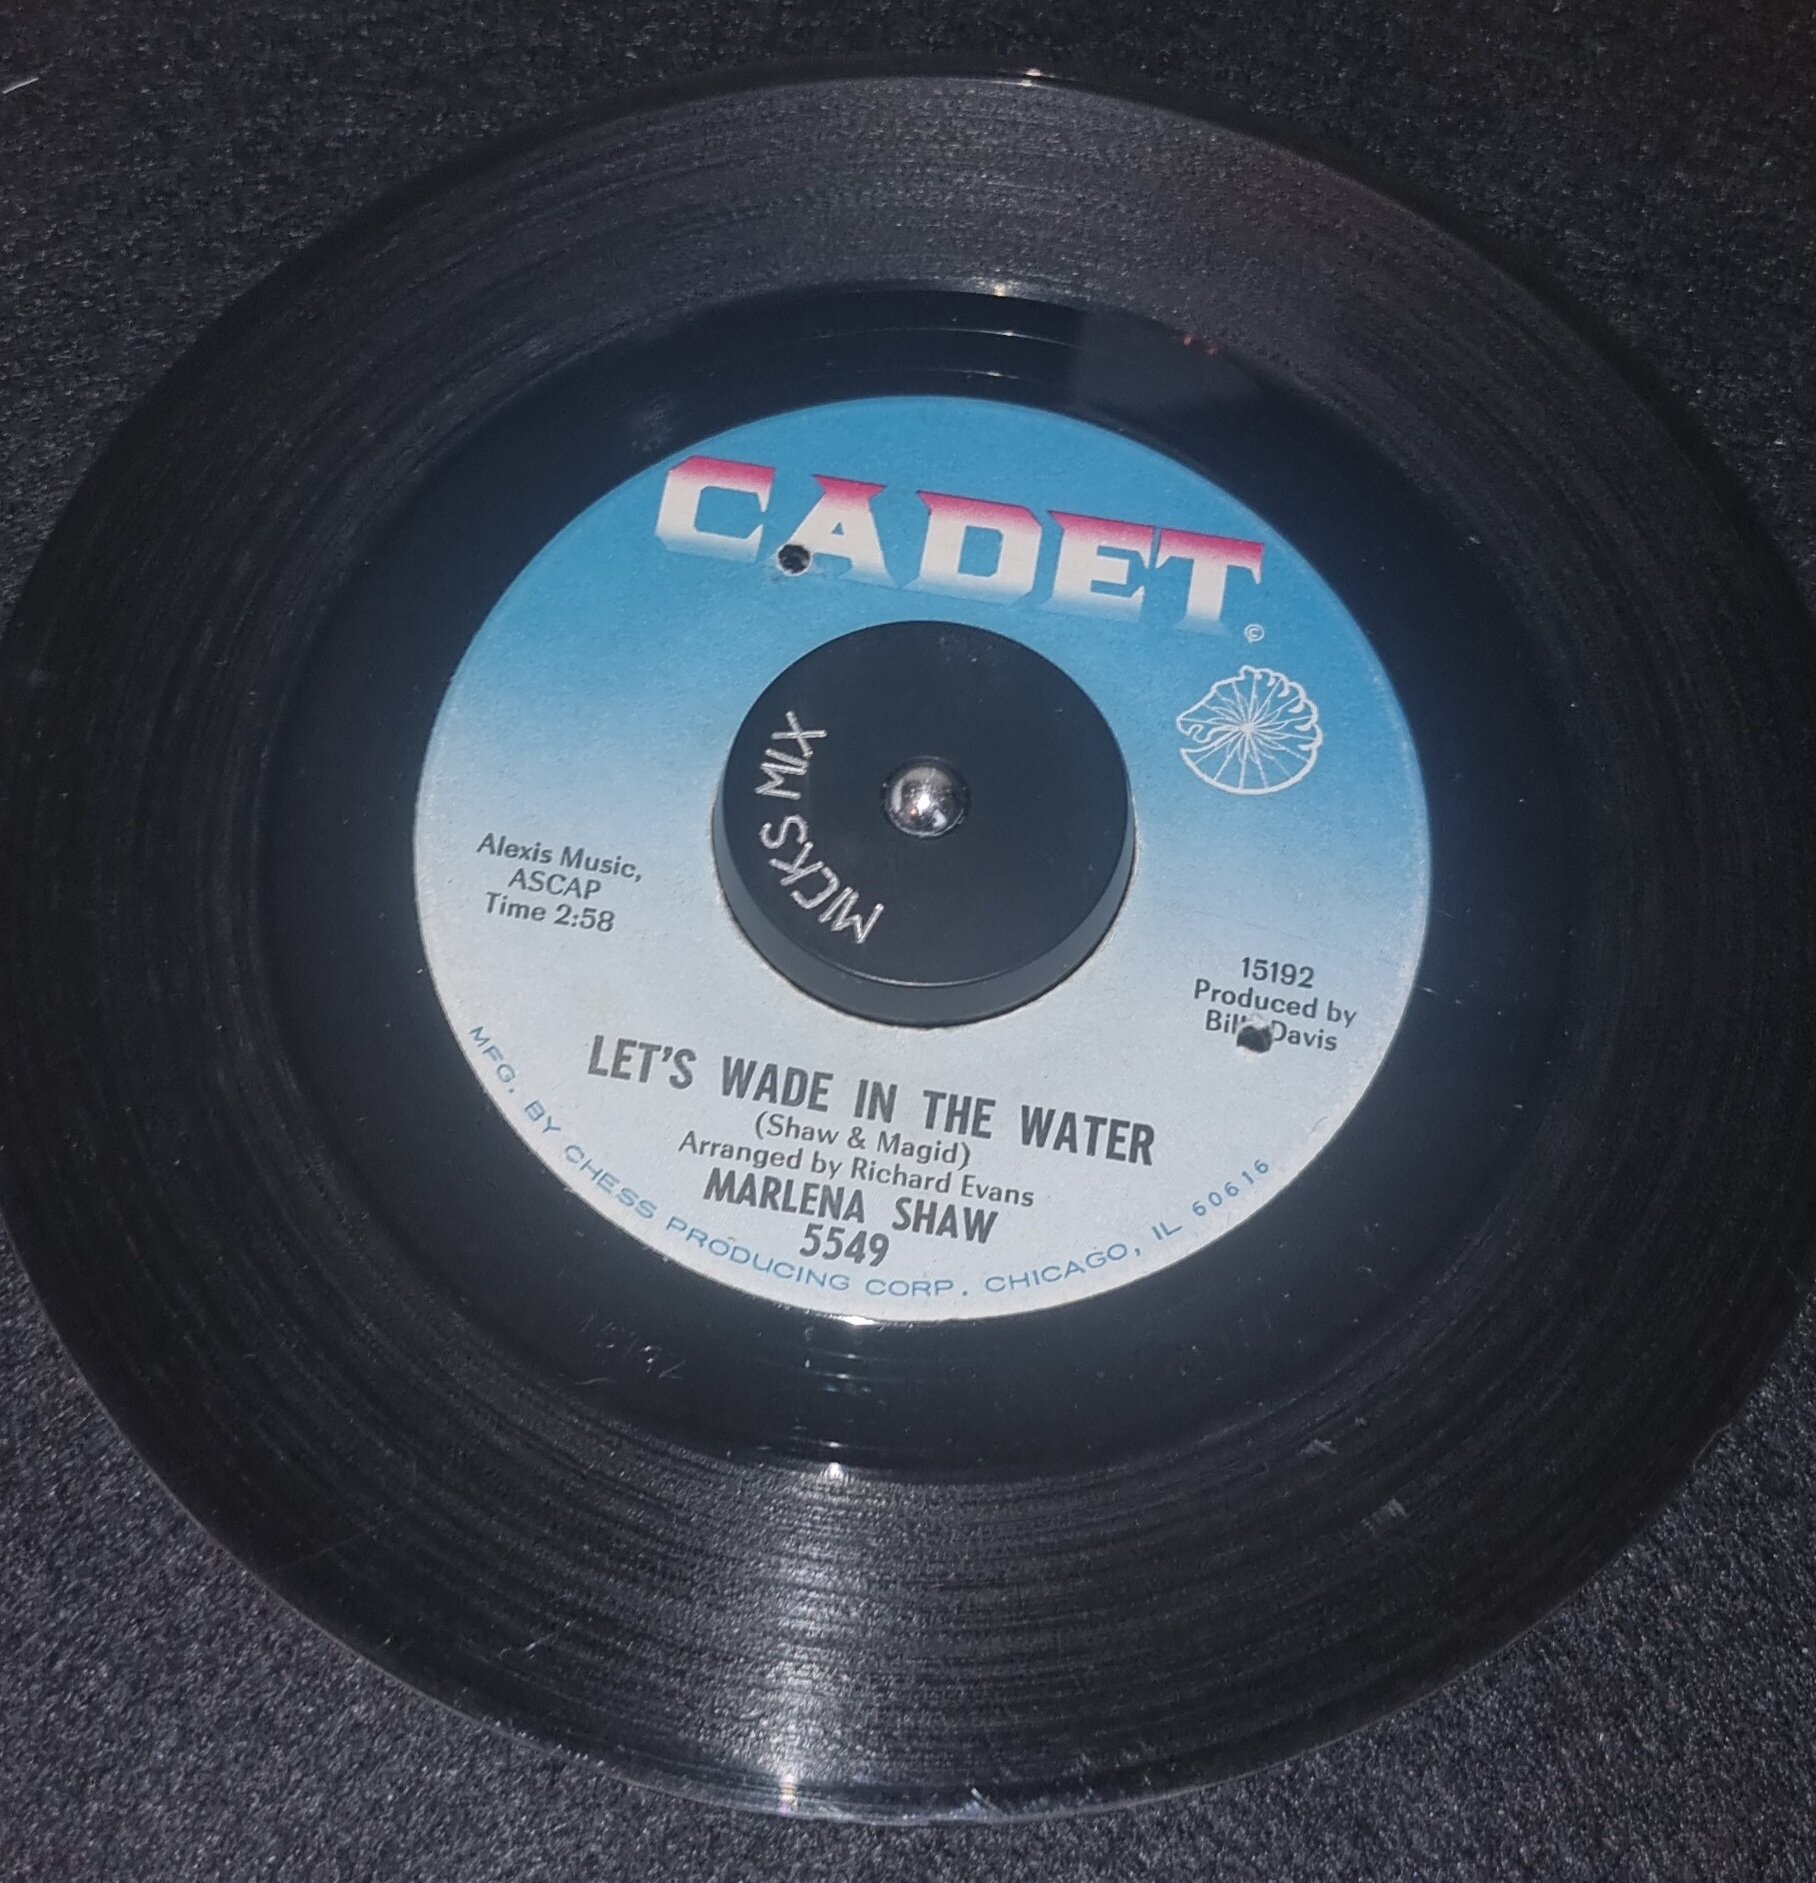 CADET
©
MICKS MIX
Alexis Music,
ASCAP
Time 2:58
15192
Produced by
Davis
LET'S WADE IN THE WATER
(Shaw & Magid)
Arranged by Richard Evans
MARLENA SHAW
5549
MFG. BY CHESS PRODUCING CORP. CHICAGO, IL 60616